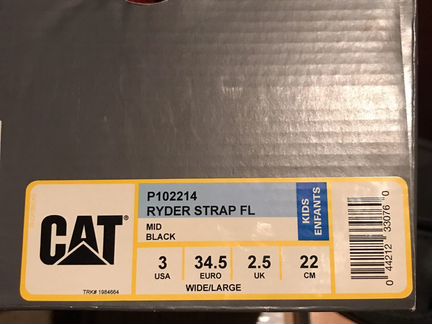 P102214
RYDER STRAP FL
KIDS
ENFANTS
CAT®
MID
BLACK
3 34.5 2.5 22
USA EURO UK CM
WIDE/LARGE
TRK# 1984664
0 44212 33076 0